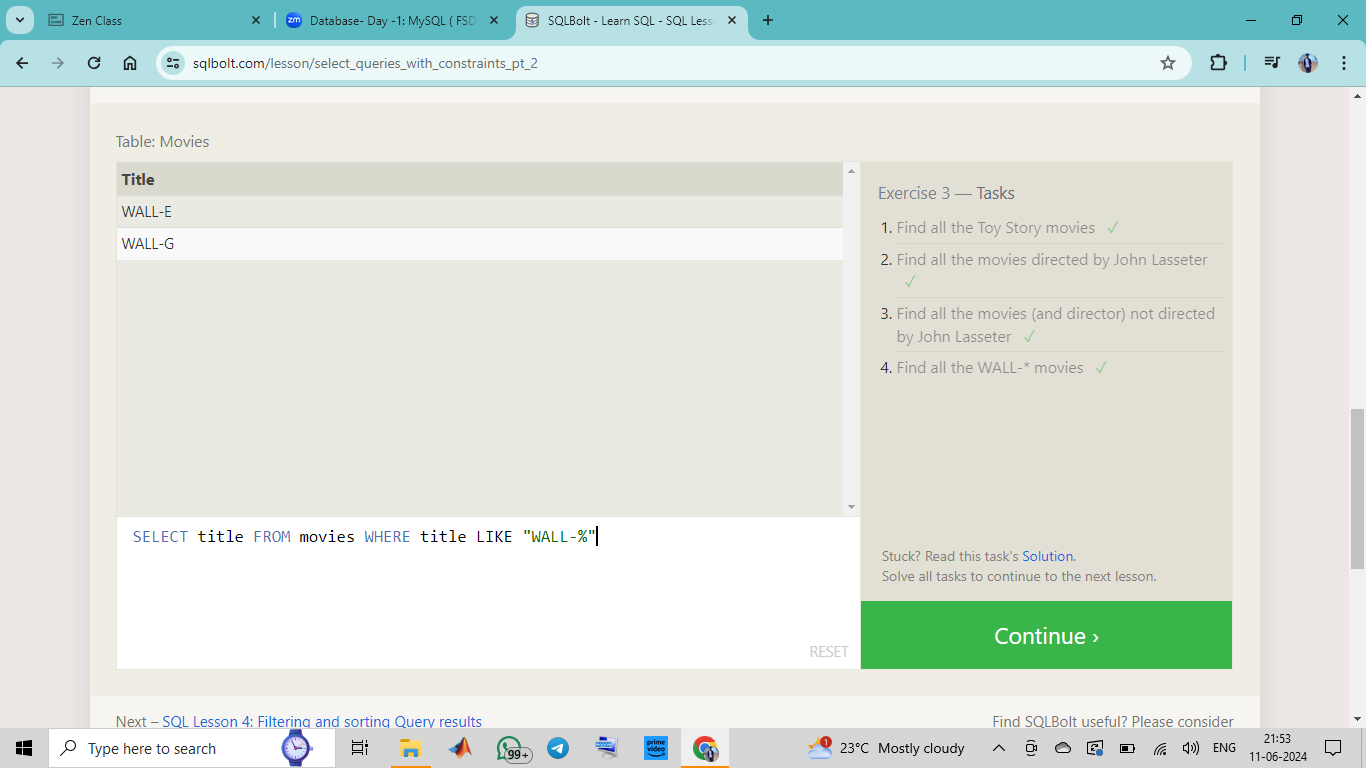 Zen Class
Database- Day -1: MySQL ( FSD
SQLBolt - Learn SQL - SQL Less
sqlbolt.com/lesson/select_queries_with_constraints_pt_2
Table: Movies
Title
WALL-E
WALL-G
Exercise 3 — Tasks
1. Find all the Toy Story movies ✓
2. Find all the movies directed by John Lasseter
✓
3. Find all the movies (and director) not directed
by John Lasseter ✓
4. Find all the WALL-* movies ✓
SELECT title FROM movies WHERE title LIKE "WALL-%"
RESET
Stuck? Read this task's Solution.
Solve all tasks to continue to the next lesson.
Continue ›
Next – SQL Lesson 4: Filtering and sorting Query results
Find SQLBolt useful? Please consider
Type here to search
99+
prime
video
1
23°C Mostly cloudy
ENG
21:53
11-06-2024